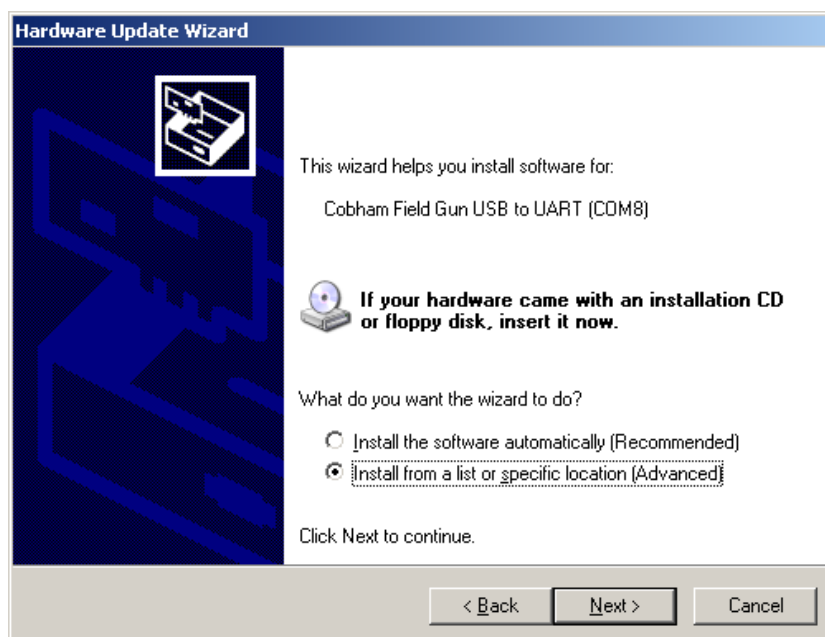 Hardware Update Wizard
This wizard helps you install software for:
Cobham Field Gun USB to UART (COM8)
If your hardware came with an installation CD
or floppy disk, insert it now.
What do you want the wizard to do?
Install the software automatically (Recommended)
Install from a list or specific location (Advanced)
Click Next to continue.
< Back Next > Cancel